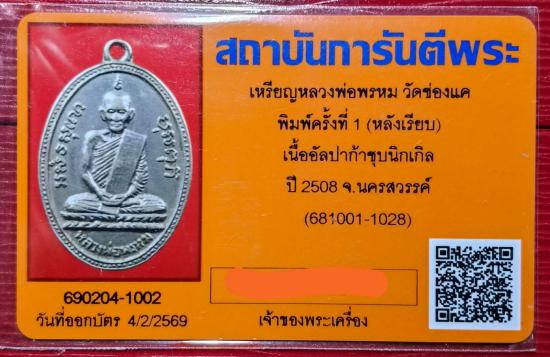 สถาบันการันตีพระ
เหรียญหลวงพ่อพรหม วัดช่องแค
พิมพ์ครั้งที่ 1 (หลังเรียบ)
เนื้ออัลปาก้าชุบนิกเกิล
ปี 2508 จ.นครสวรรค์
(681001-1028)
690204-1002
วันที่ออกบัตร 4/2/2569
เจ้าของพระเครื่อง